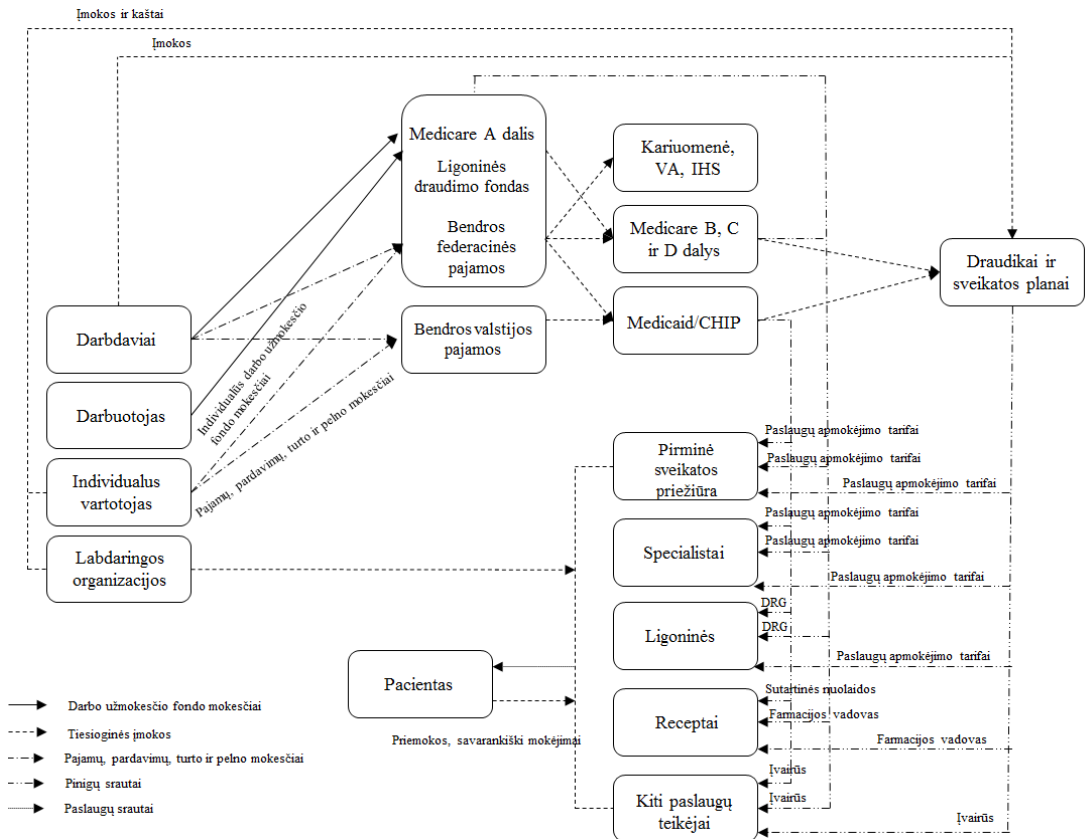 Įmokos ir kaštai
Įmokos
Medicare A dalis
Ligoninės
draudimo fondas
Bendros
federacinės
pajamos
Kariuomenė,
VA, IHS
Medicare B, C
ir D dalys
Draudikai ir
sveikatos planai
Darbdaviai
Bendros valstijos
pajamos
Medicaid/CHIP
Darbuotojas
Individualūs darbo užmokesčio
fondo mokesčiai
Pajamų, pardavimų, turto ir pelno mokesčiai
Individualus
vartotojas
Labdaringos
organizacijos
Pirminė
sveikatos
priežiūra
Paslaugų apmokėjimo tarifai
Paslaugų apmokėjimo tarifai
Paslaugų apmokėjimo tarifai
Specialistai
Paslaugų apmokėjimo tarifai
Paslaugų apmokėjimo tarifai
Paslaugų apmokėjimo tarifai
Ligoninės
DRG
DRG
Paslaugų apmokėjimo tarifai
Pacientas
Receptai
Sutartinės nuolaidos
Farmacijos vadovas
Farmacijos vadovas
Priemokos, savarankiški mokėjimai
Kiti paslaugų
teikėjai
Įvairūs
Įvairūs
Įvairūs
Darbo užmokesčio fondo mokesčiai
Tiesioginės įmokos
Pajamų, pardavimų, turto ir pelno mokesčiai
Pinigų srautai
Paslaugų srautai